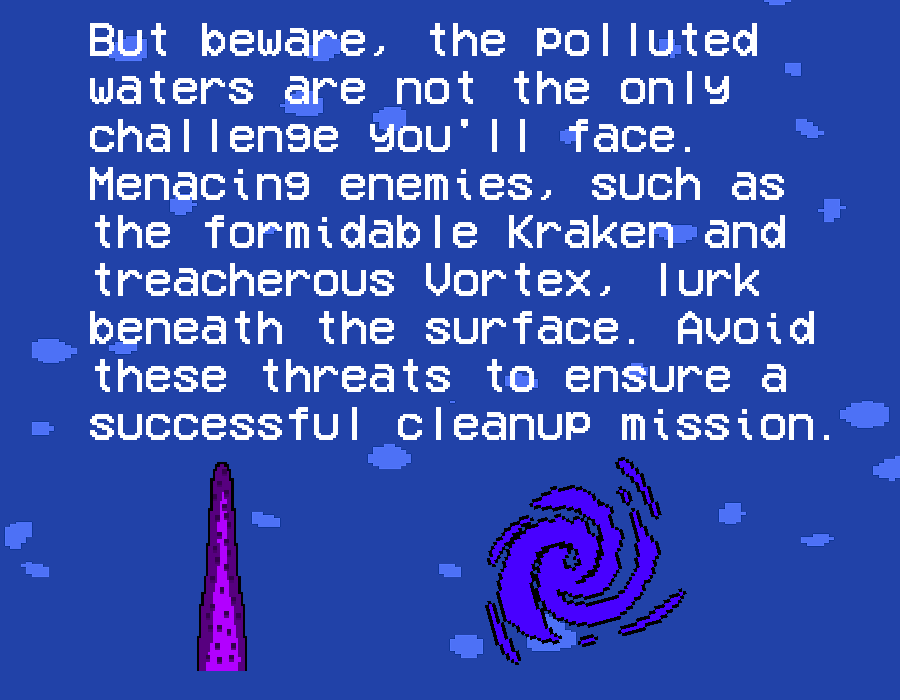 But beware, the polluted
waters are not the only
challenge you'll face.
Menacing enemies, such as
the formidable Kraken and
treacherous Vortex, lurk
beneath the surface. Avoid
these threats to ensure a
successful cleanup mission.